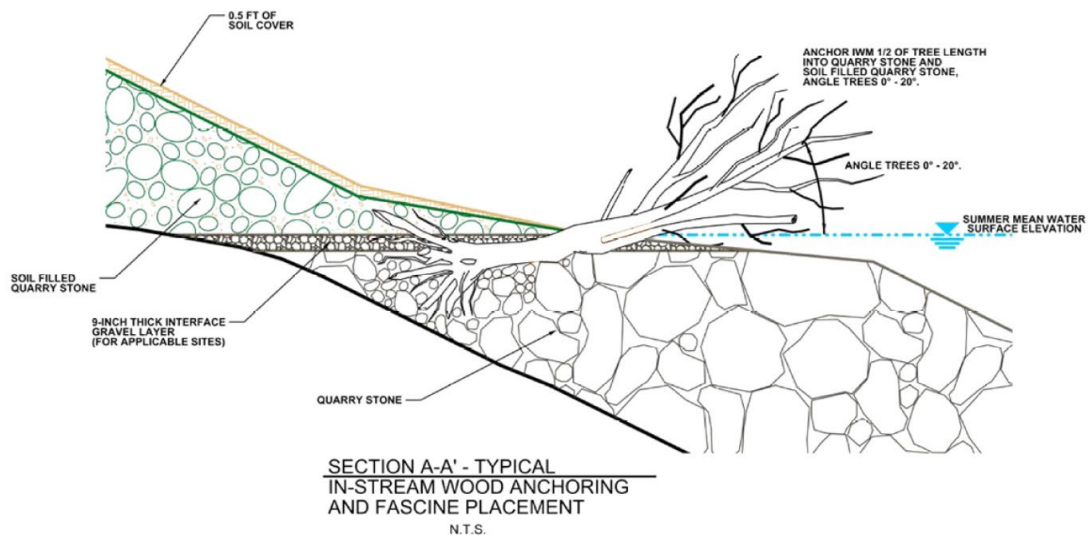 0.5 FT OF
SOIL COVER
ANCHOR IWM 1/2 OF TREE LENGTH
INTO QUARRY STONE AND
SOIL FILLED QUARRY STONE,
ANGLE TREES 0° - 20°.
ANGLE TREES 0° - 20°.
SUMMER MEAN WATER
SURFACE ELEVATION
SOIL FILLED
QUARRY STONE
9-INCH THICK INTERFACE
GRAVEL LAYER
(FOR APPLICABLE SITES)
QUARRY STONE
SECTION A-A' - TYPICAL
IN-STREAM WOOD ANCHORING
AND FASCINE PLACEMENT
N.T.S.